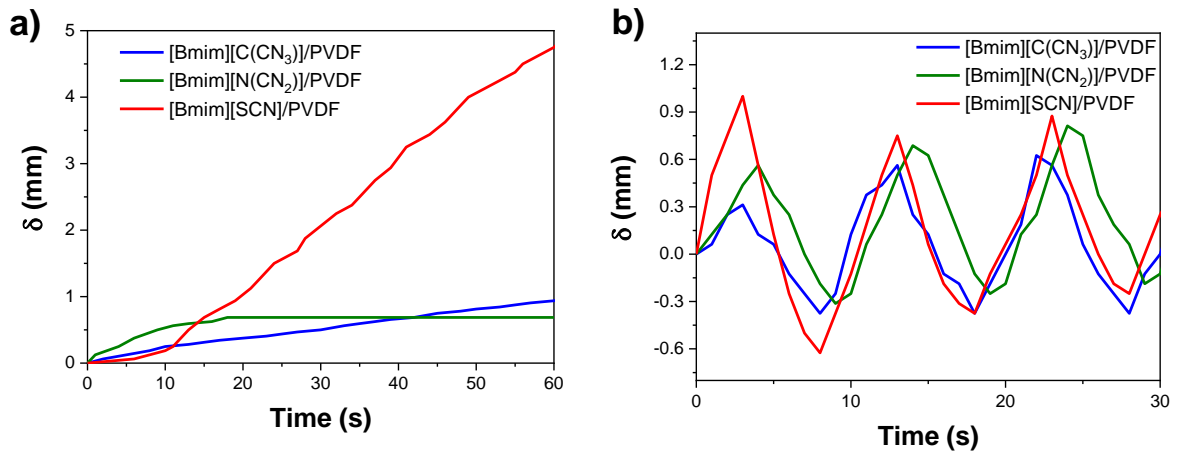 a)
δ (mm)
5
4
3
2
1
0
[Bmim][C(CN₃)]/PVDF
[Bmim][N(CN₂)]/PVDF
[Bmim][SCN]/PVDF
0 10 20 30 40 50 60
Time (s)
b)
δ (mm)
1.2
0.9
0.6
0.3
0.0
-0.3
-0.6
[Bmim][C(CN₃)]/PVDF
[Bmim][N(CN₂)]/PVDF
[Bmim][SCN]/PVDF
0 10 20 30
Time (s)